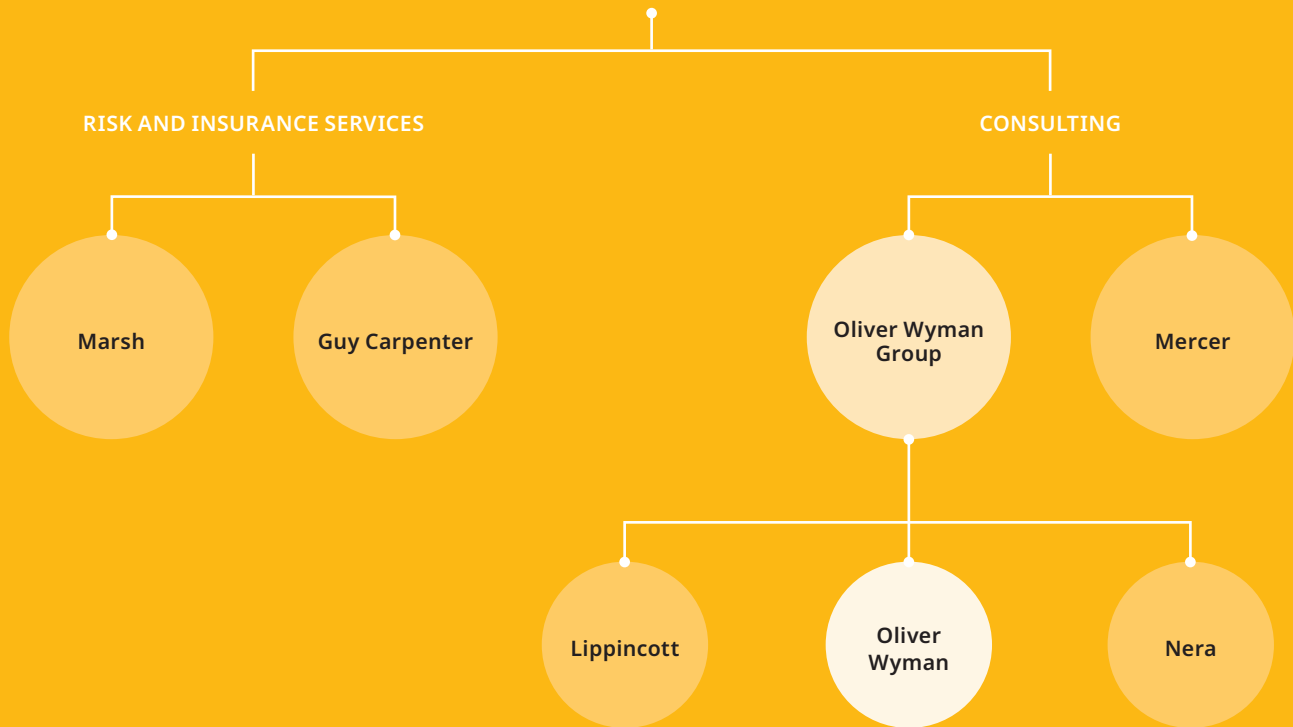 RISK AND INSURANCE SERVICES
CONSULTING
Marsh
Guy Carpenter
Oliver Wyman
Group
Mercer
Lippincott
Oliver
Wyman
Nera